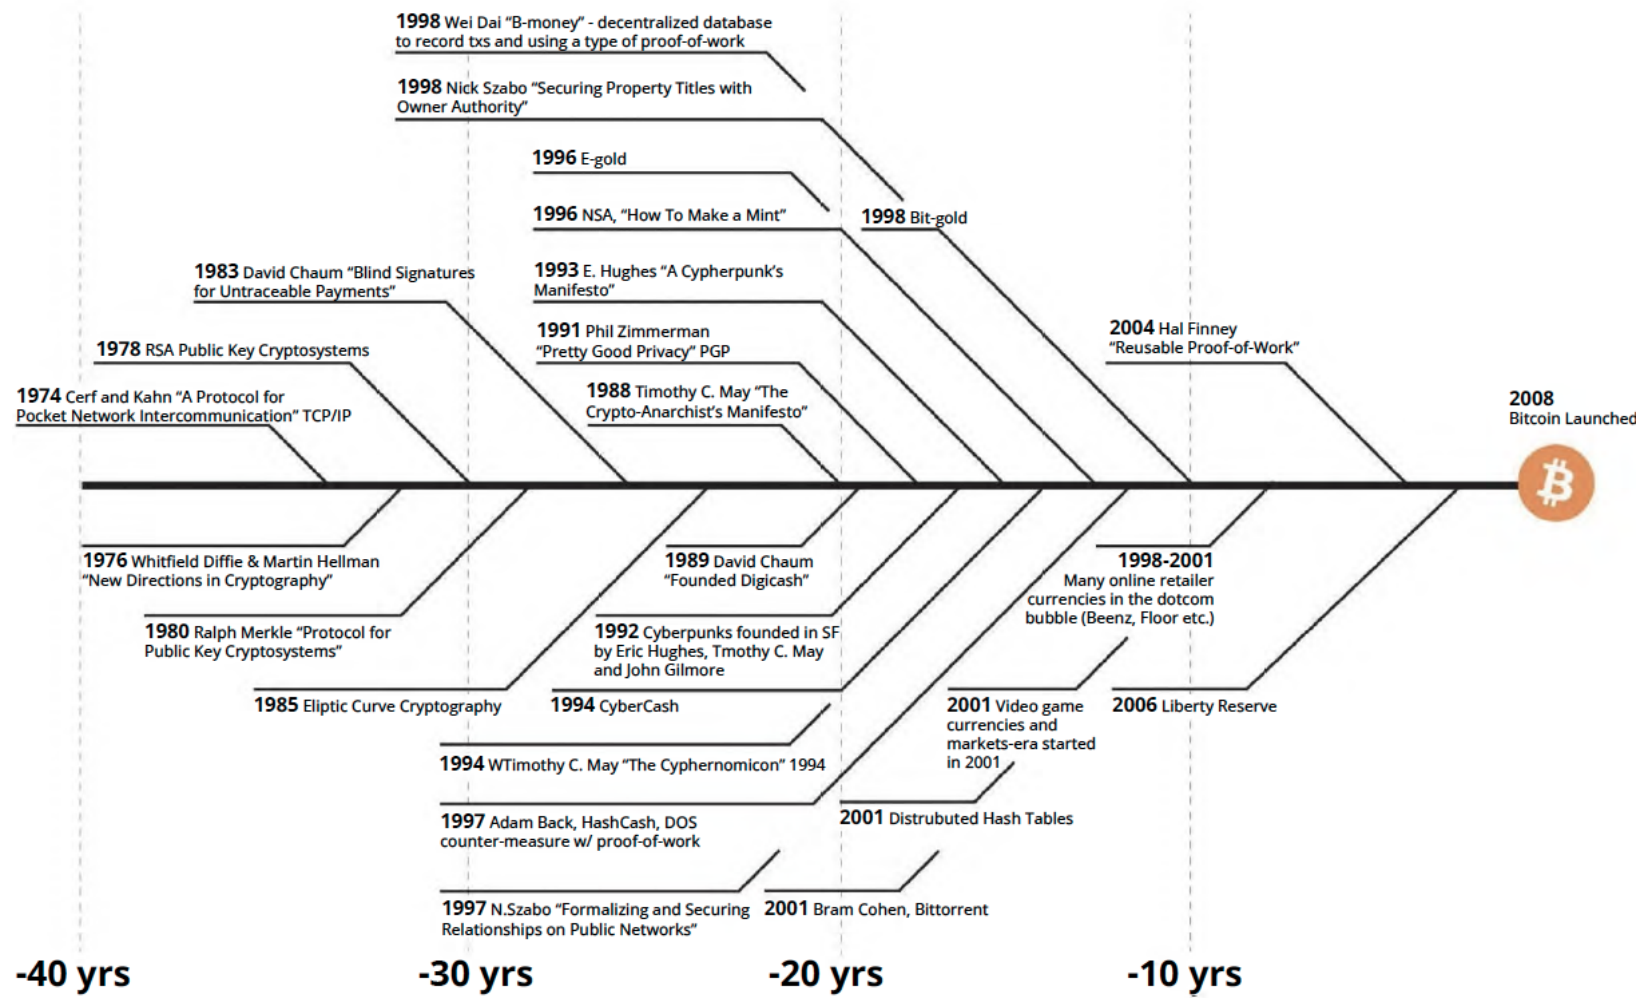 1998 Wei Dai “B-money” - decentralized database
to record txs and using a type of proof-of-work
1998 Nick Szabo “Securing Property Titles with
Owner Authority”
1996 E-gold
1996 NSA, “How To Make a Mint”
1998 Bit-gold
1983 David Chaum “Blind Signatures
for Untraceable Payments”
1993 E. Hughes “A Cypherpunk’s
Manifesto”
1991 Phil Zimmerman
“Pretty Good Privacy” PGP
2004 Hal Finney
“Reusable Proof-of-Work”
1978 RSA Public Key Cryptosystems
1988 Timothy C. May “The
Crypto-Anarchist’s Manifesto”
1974 Cerf and Kahn “A Protocol for
Pocket Network Intercommunication” TCP/IP
2008
Bitcoin Launched
1976 Whitfield Diffie & Martin Hellman
“New Directions in Cryptography”
1989 David Chaum
“Founded Digicash”
1998-2001
Many online retailer
currencies in the dotcom
bubble (Beenz, Floor etc.)
1980 Ralph Merkle “Protocol for
Public Key Cryptosystems”
1992 Cyberpunks founded in SF
by Eric Hughes, Tmothy C. May
and John Gilmore
1985 Eliptic Curve Cryptography
1994 CyberCash
2001 Video game
currencies and
markets-era started
in 2001
2006 Liberty Reserve
1994 WTimothy C. May “The Cyphernomicon” 1994
1997 Adam Back, HashCash, DOS
counter-measure w/ proof-of-work
2001 Distrubuted Hash Tables
1997 N.Szabo “Formalizing and Securing
Relationships on Public Networks”
2001 Bram Cohen, Bittorrent
-40 yrs
-30 yrs
-20 yrs
-10 yrs